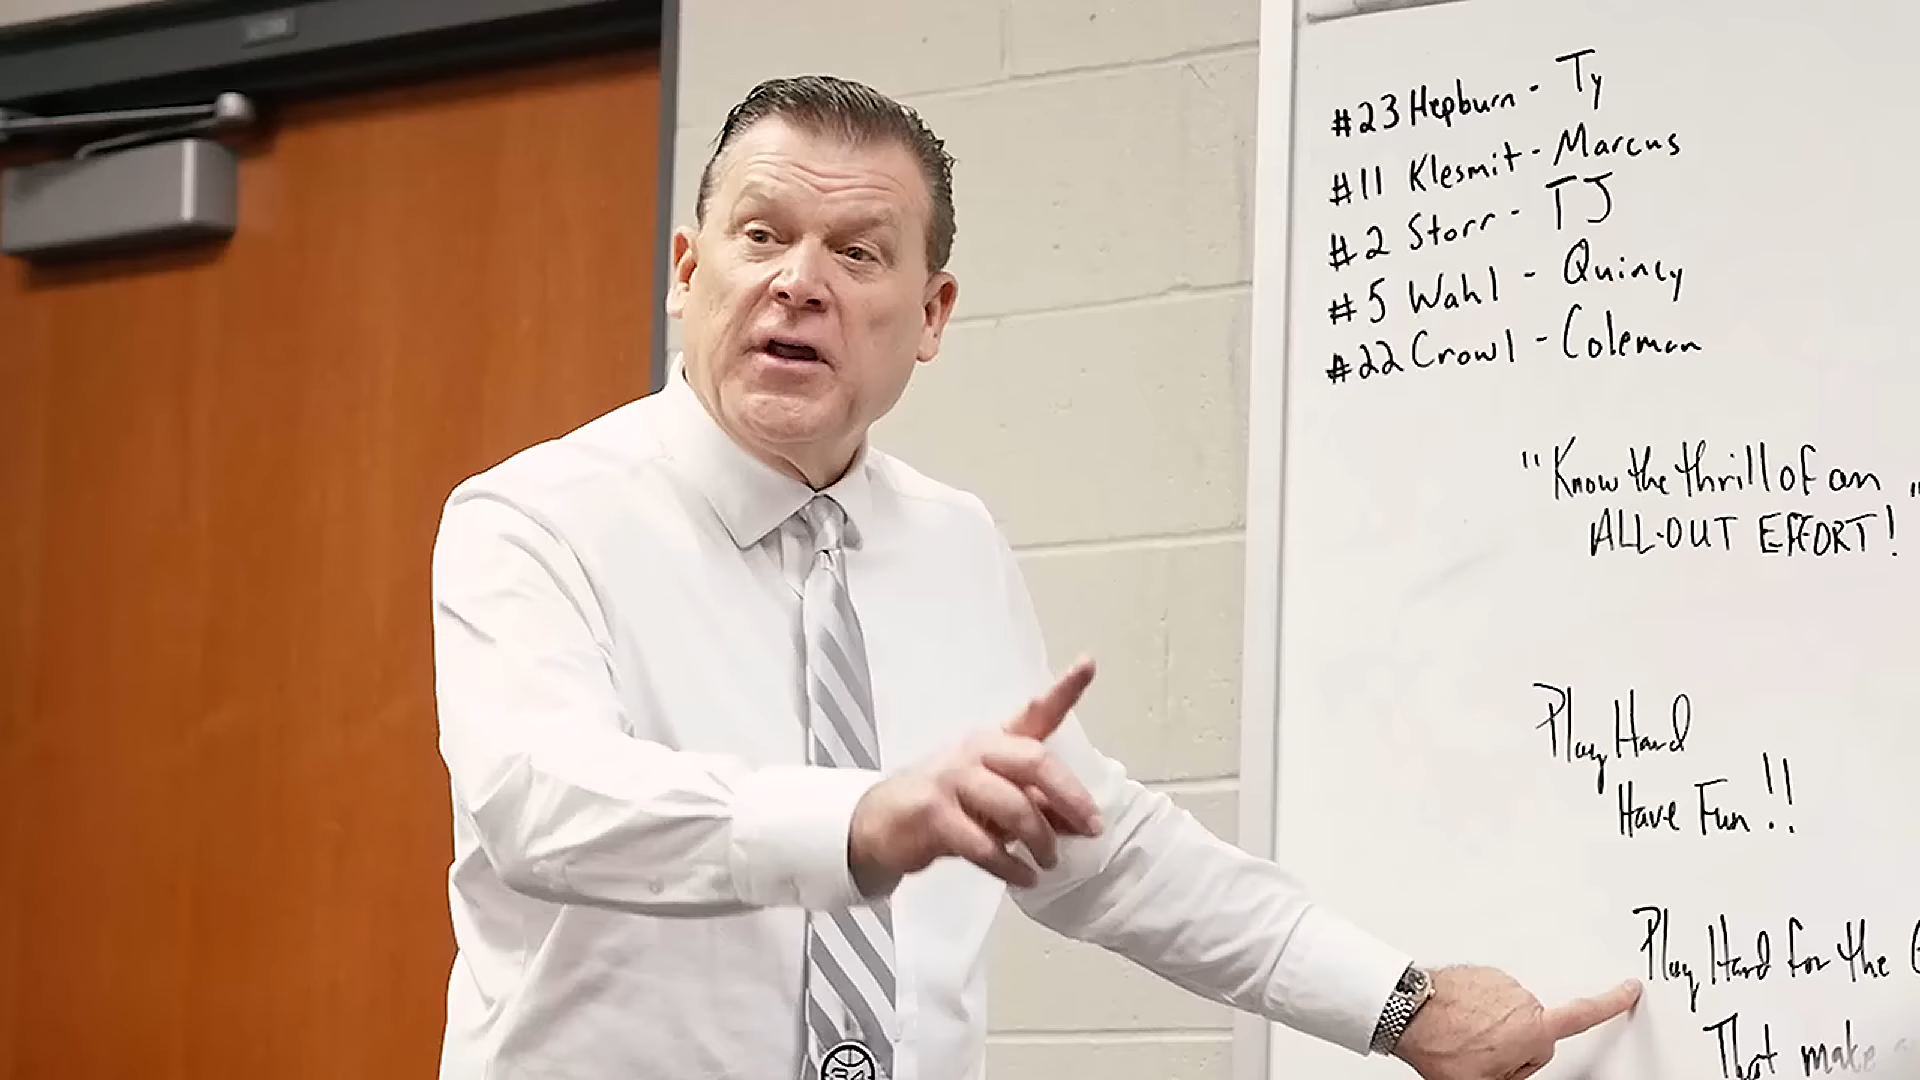 #23 Hepburn - Ty
#11 Klesmit - Marcus
#2 Storr - TJ
#5 Wahl - Quincy
#22 Crowl - Coleman
"Know the thrill of an "
ALL-OUT EFFORT!
Play Hard
Have Fun!!
Play Hard for the
That make
34